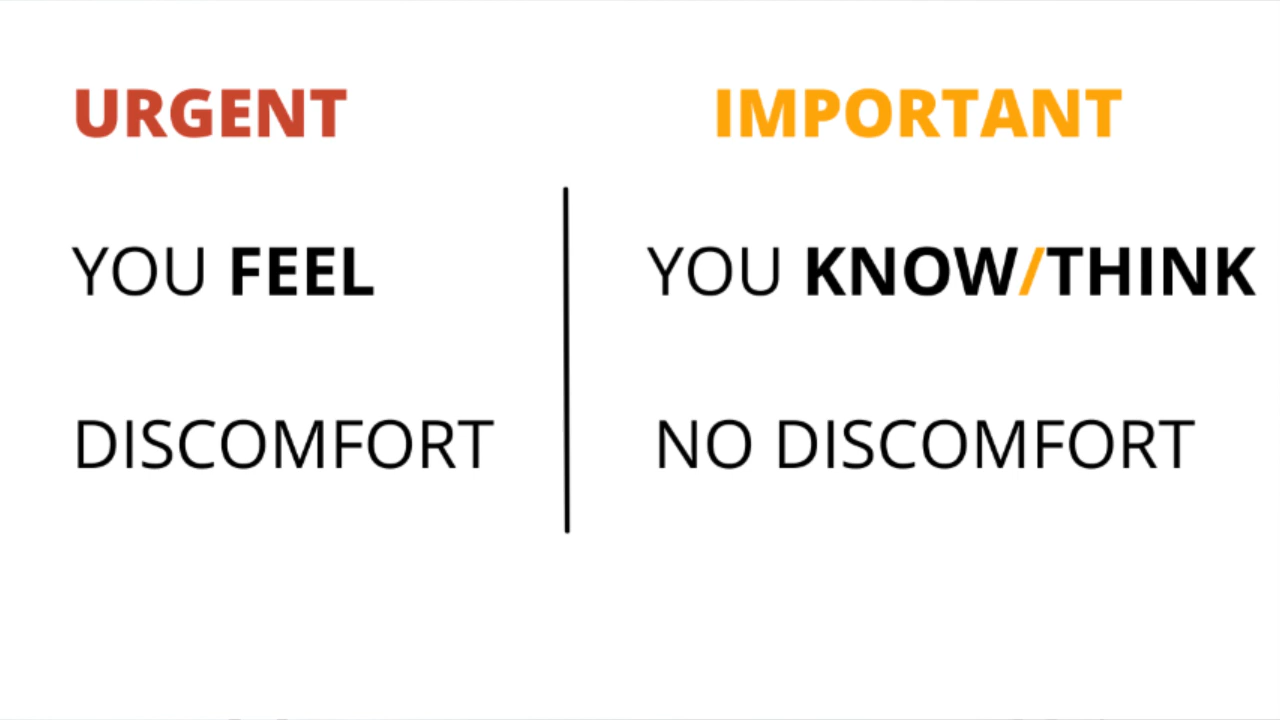 URGENT
IMPORTANT
YOU FEEL
YOU KNOW/THINK
DISCOMFORT
NO DISCOMFORT